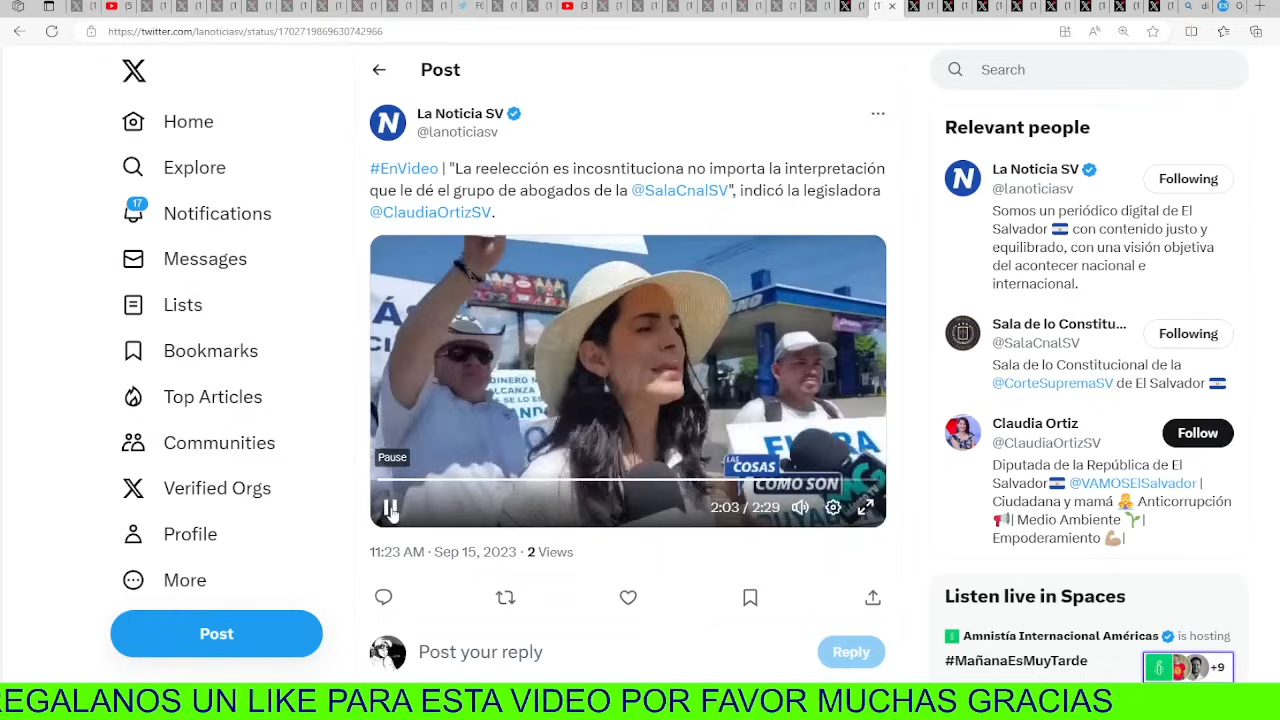 https://twitter.com/lanoticiasv/status/1702719869630742966
Home
Explore
17
Notifications
Messages
Lists
Bookmarks
Top Articles
Communities
Verified Orgs
Profile
More
Post
Post
La Noticia SV
@lanoticiasv
#EnVideo | "La reelección es incosntituciona no importa la interpretación
que le dé el grupo de abogados de la @SalaCnalSV", indicó la legisladora
@ClaudiaOrtizSV.
Pause
LAS
COSAS
COMO SON
2:03 / 2:29
11:23 AM · Sep 15, 2023 · 2 Views
Post your reply
Reply
Search
Relevant people
La Noticia SV
@lanoticiasv
Following
Somos un periódico digital de El
Salvador con contenido justo y
equilibrado, con una visión objetiva
del acontecer nacional e
internacional.
Sala de lo Constitu...
@SalaCnalSV
Following
Sala de lo Constitucional de la
@CorteSupremaSV de El Salvador
Claudia Ortiz
@ClaudiaOrtizSV
Follow
Diputada de la República de El
Salvador @VAMOSElSalvador |
Ciudadana y mamá Anticorrupción
| Medio Ambiente |
Empoderamiento |
Listen live in Spaces
Amnistía Internacional Américas is hosting
#MañanaEsMuyTarde
+9
REGALANOS UN LIKE PARA ESTA VIDEO POR FAVOR MUCHAS GRACIAS